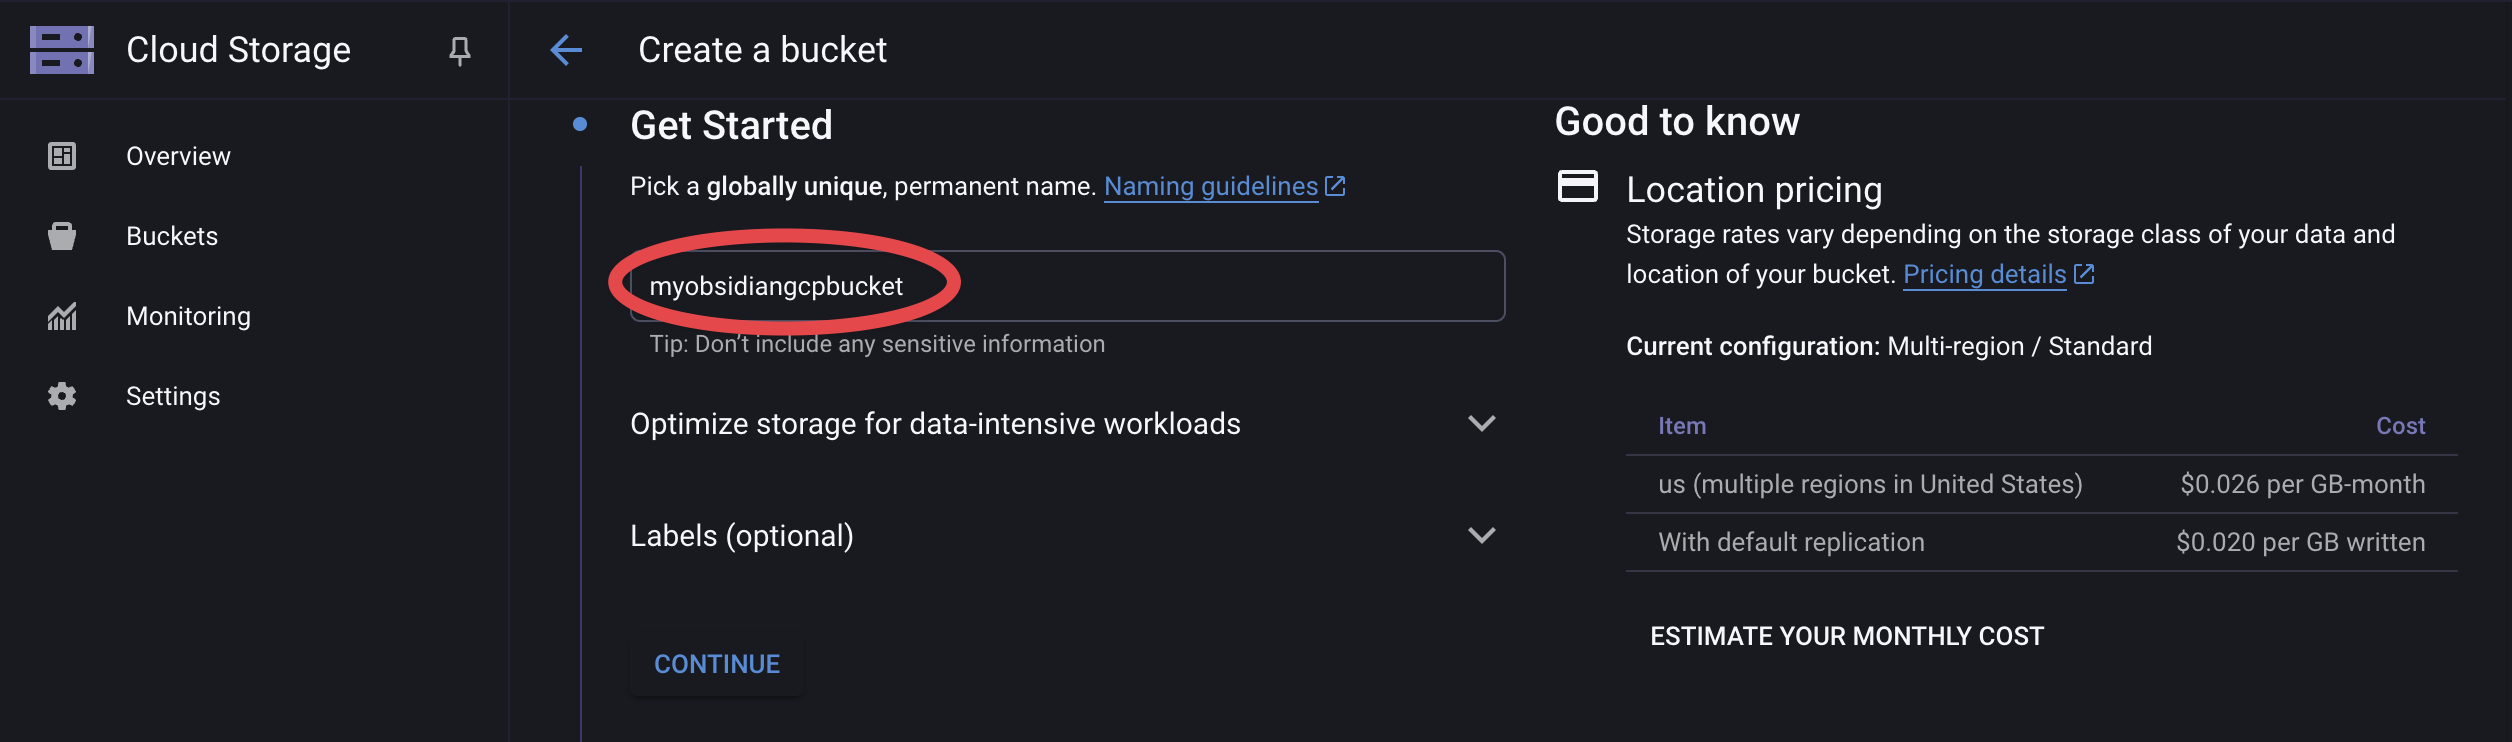 Cloud Storage
Create a bucket
Overview
Buckets
Monitoring
Settings
Get Started
Pick a globally unique, permanent name. Naming guidelines
myobsidiangcpbucket
Tip: Don't include any sensitive information
Optimize storage for data-intensive workloads
Labels (optional)
CONTINUE
Good to know
Location pricing
Storage rates vary depending on the storage class of your data and
location of your bucket. Pricing details
Current configuration: Multi-region / Standard
Item Cost
us (multiple regions in United States) $0.026 per GB-month
With default replication $0.020 per GB written
ESTIMATE YOUR MONTHLY COST